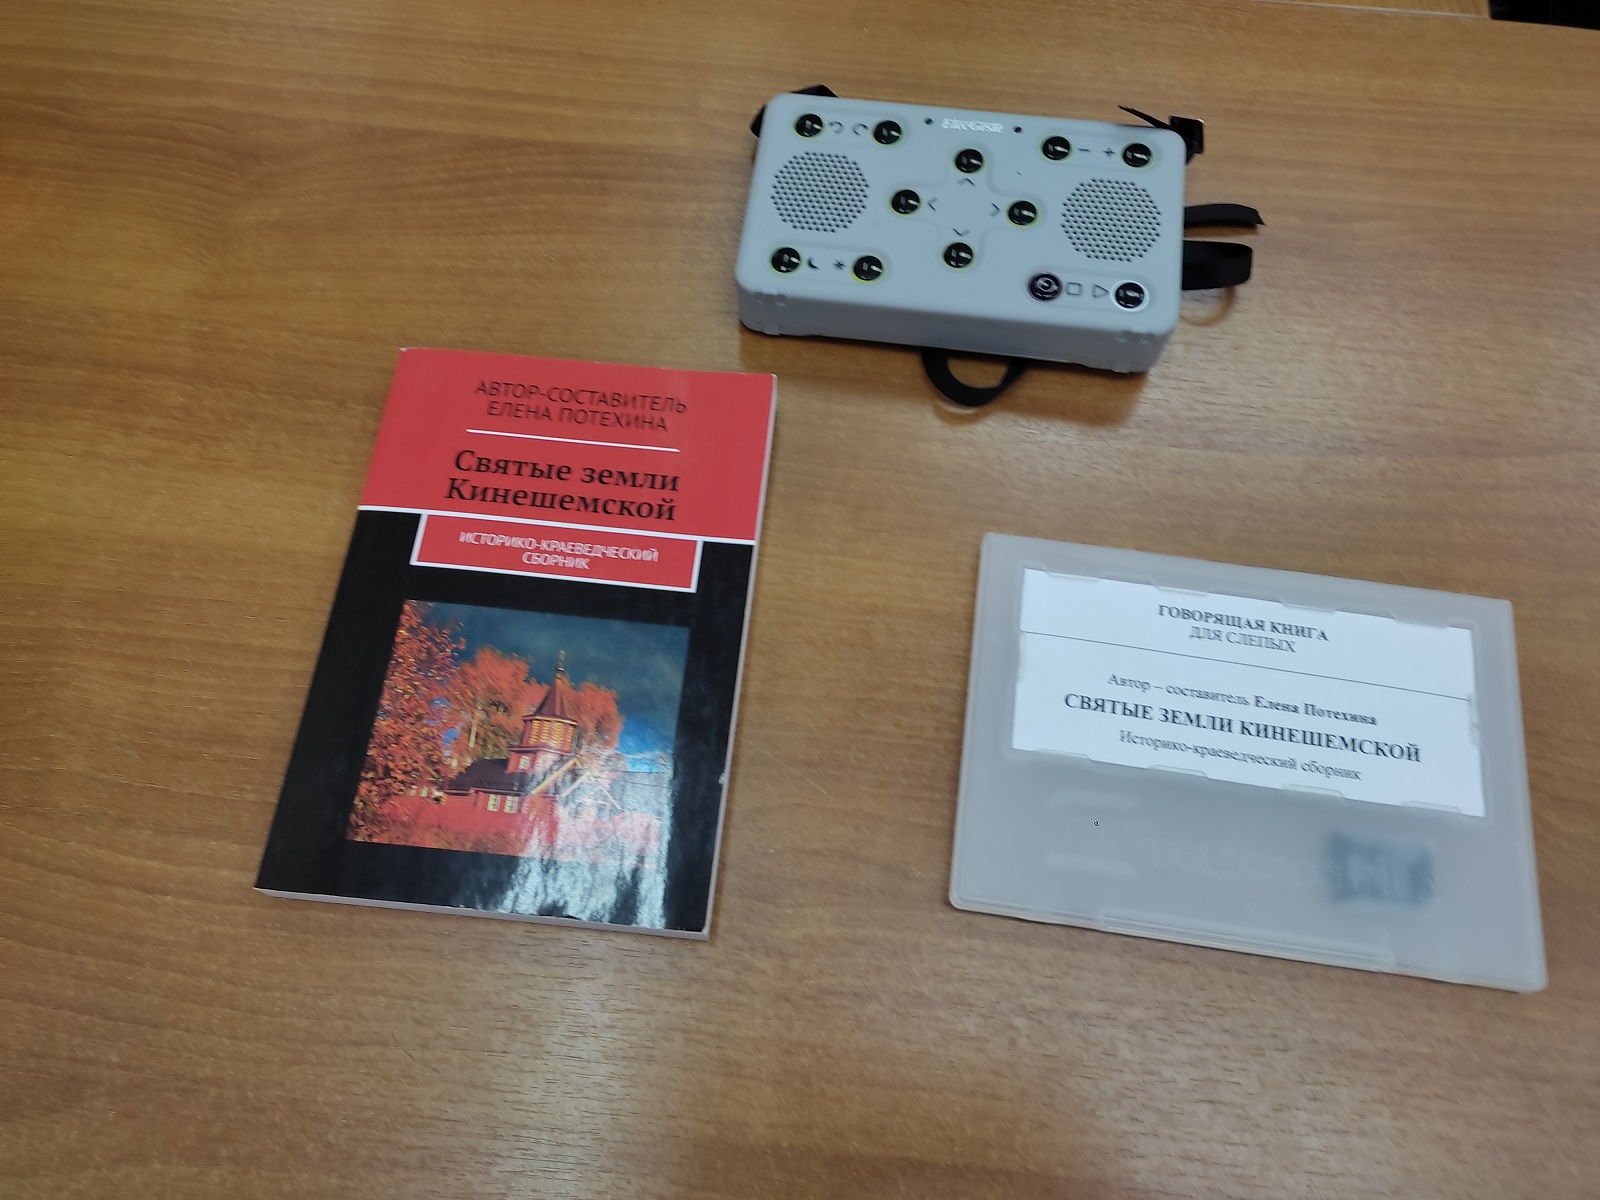 АВТОР-СОСТАВИТЕЛЬ
ЕЛЕНА ПОТЕХИНА
Святые земли
Кинешемской
ИСТОРИКО-КРАЕВЕДЧЕСКИЙ
СБОРНИК
ГОВОРЯЩАЯ КНИГА
ДЛЯ СЛЕПЫХ
Автор – составитель Елена Потехина
СВЯТЫЕ ЗЕМЛИ КИНЕШЕМСКОЙ
Историко-краеведческий сборник